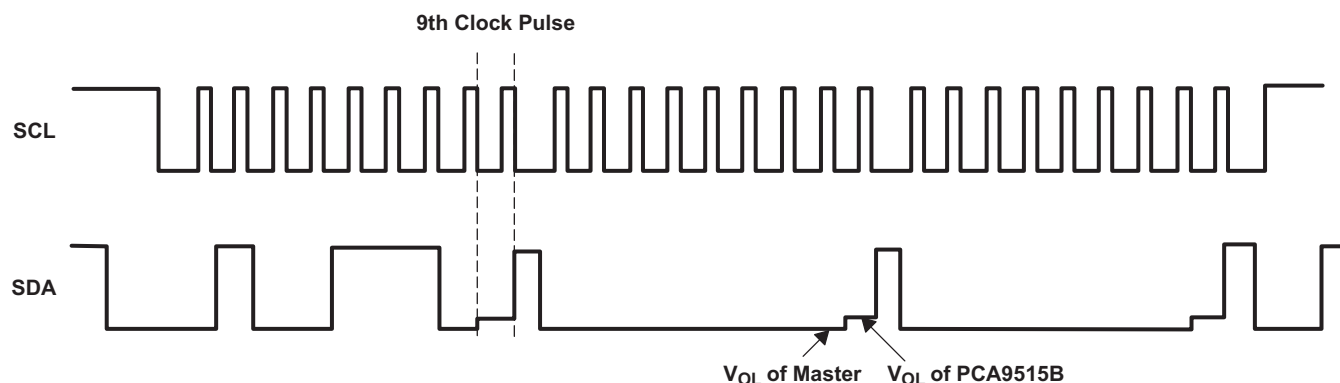 9th Clock Pulse
SCL
SDA
VOL of Master VOL of PCA9515B